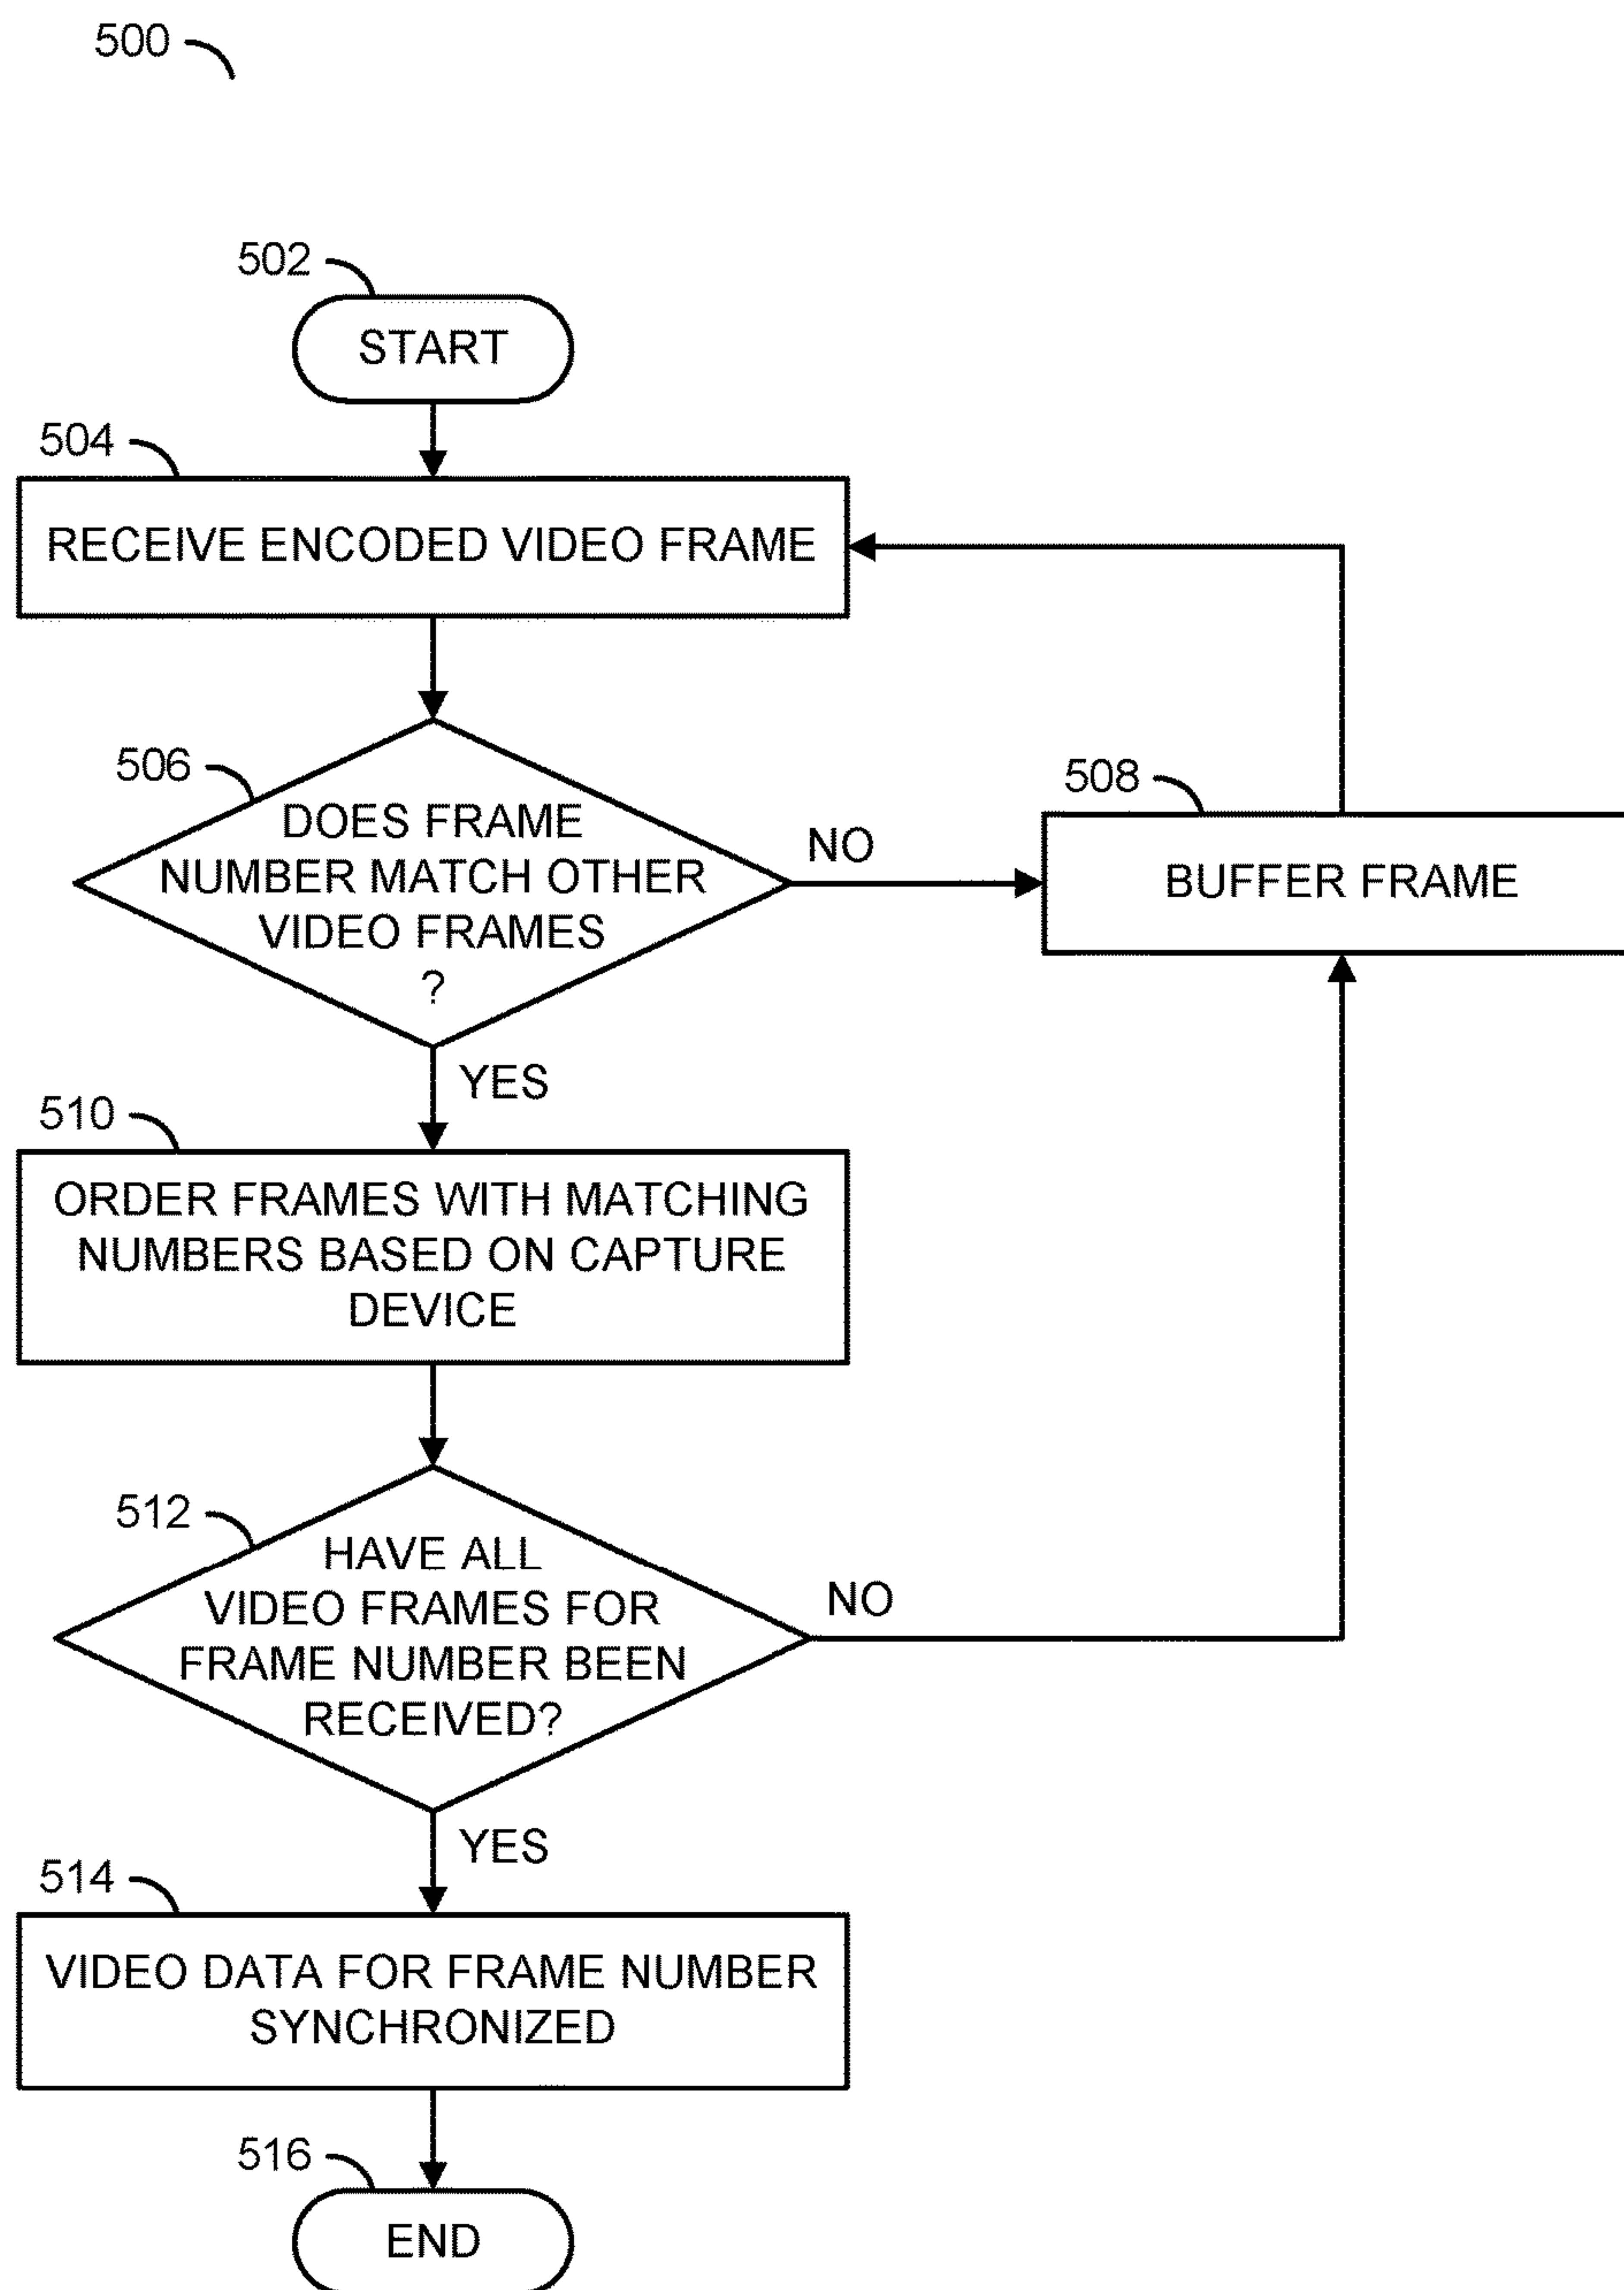 500
502
START
504
RECEIVE ENCODED VIDEO FRAME
506
DOES FRAME
NUMBER MATCH OTHER
VIDEO FRAMES
?
NO
508
BUFFER FRAME
YES
510
ORDER FRAMES WITH MATCHING
NUMBERS BASED ON CAPTURE
DEVICE
512
HAVE ALL
VIDEO FRAMES FOR
FRAME NUMBER BEEN
RECEIVED?
NO
YES
514
VIDEO DATA FOR FRAME NUMBER
SYNCHRONIZED
516
END